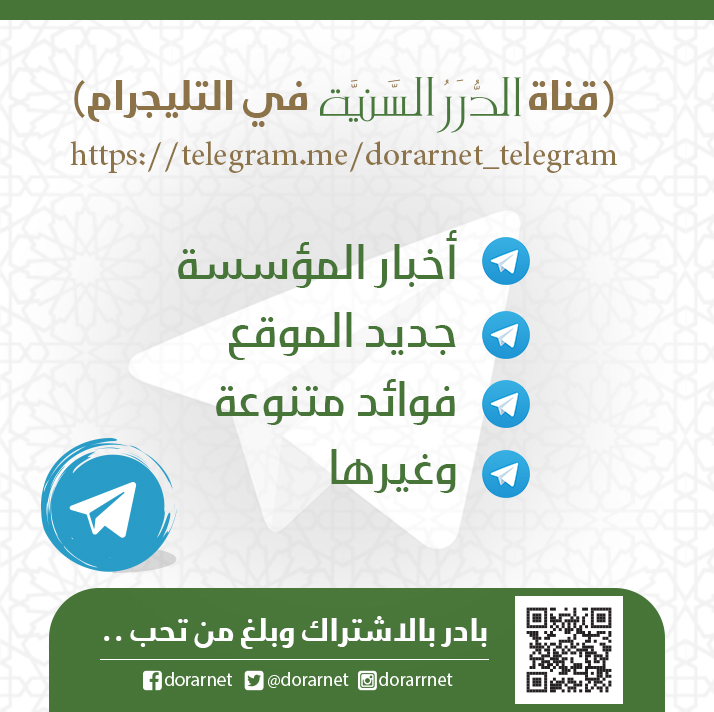 (قناة الدُّرَرُ السَّنيَّة في التليجرام)
https://telegram.me/dorarnet_telegram
أخبار المؤسسة
جديد الموقع
فوائد متنوعة
وغيرها
بادر بالاشتراك وبلغ من تحب ..
dorarnet @dorarnet dorarrnet